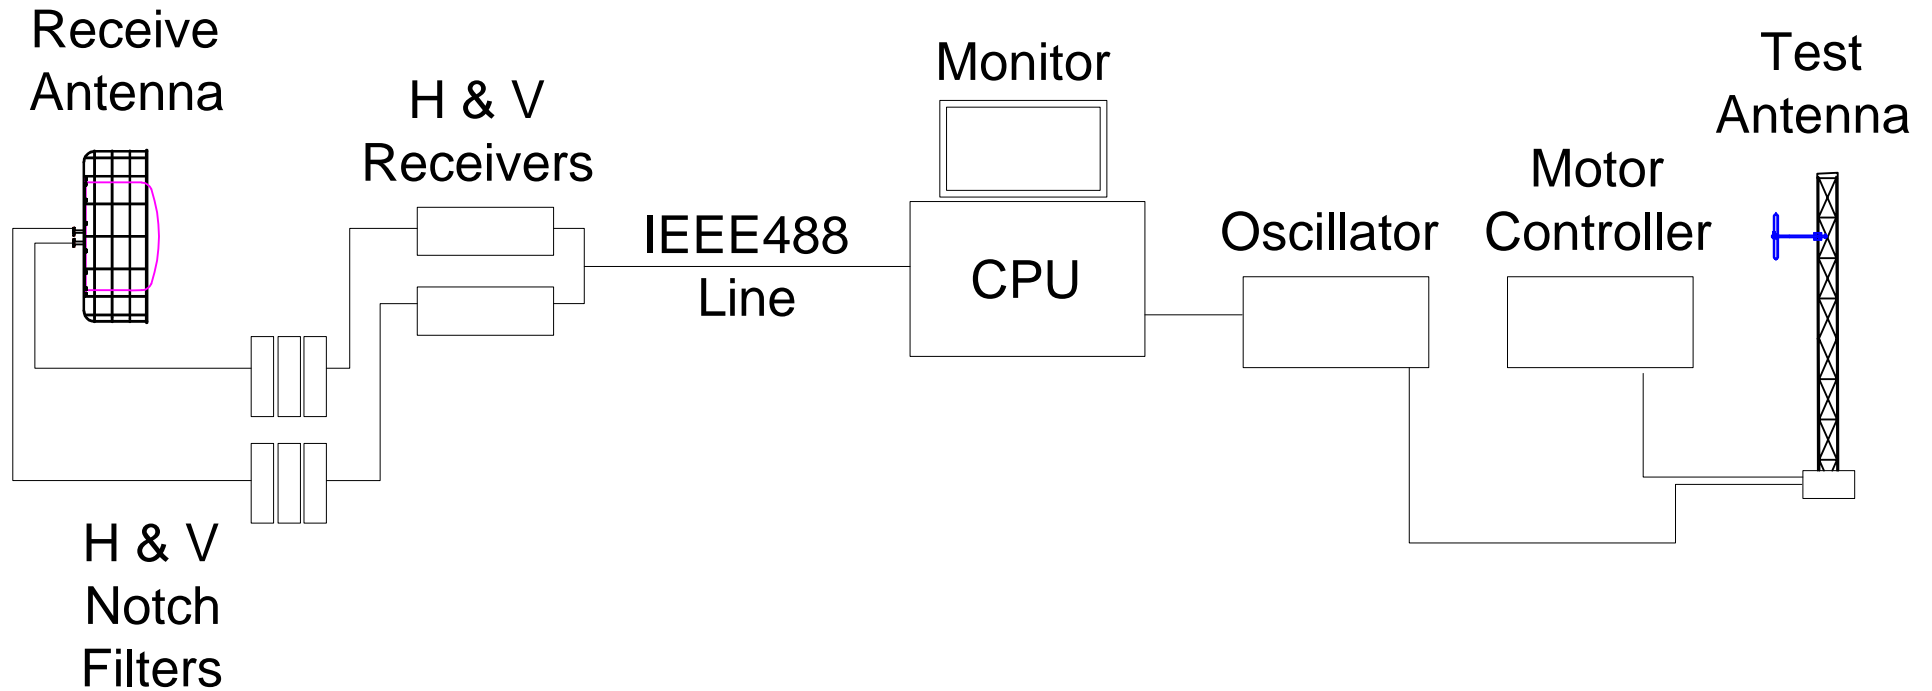 Receive
Antenna
H & V
Receivers
IEEE488
Line
Monitor
CPU
Oscillator
Motor
Controller
Test
Antenna
H & V
Notch
Filters